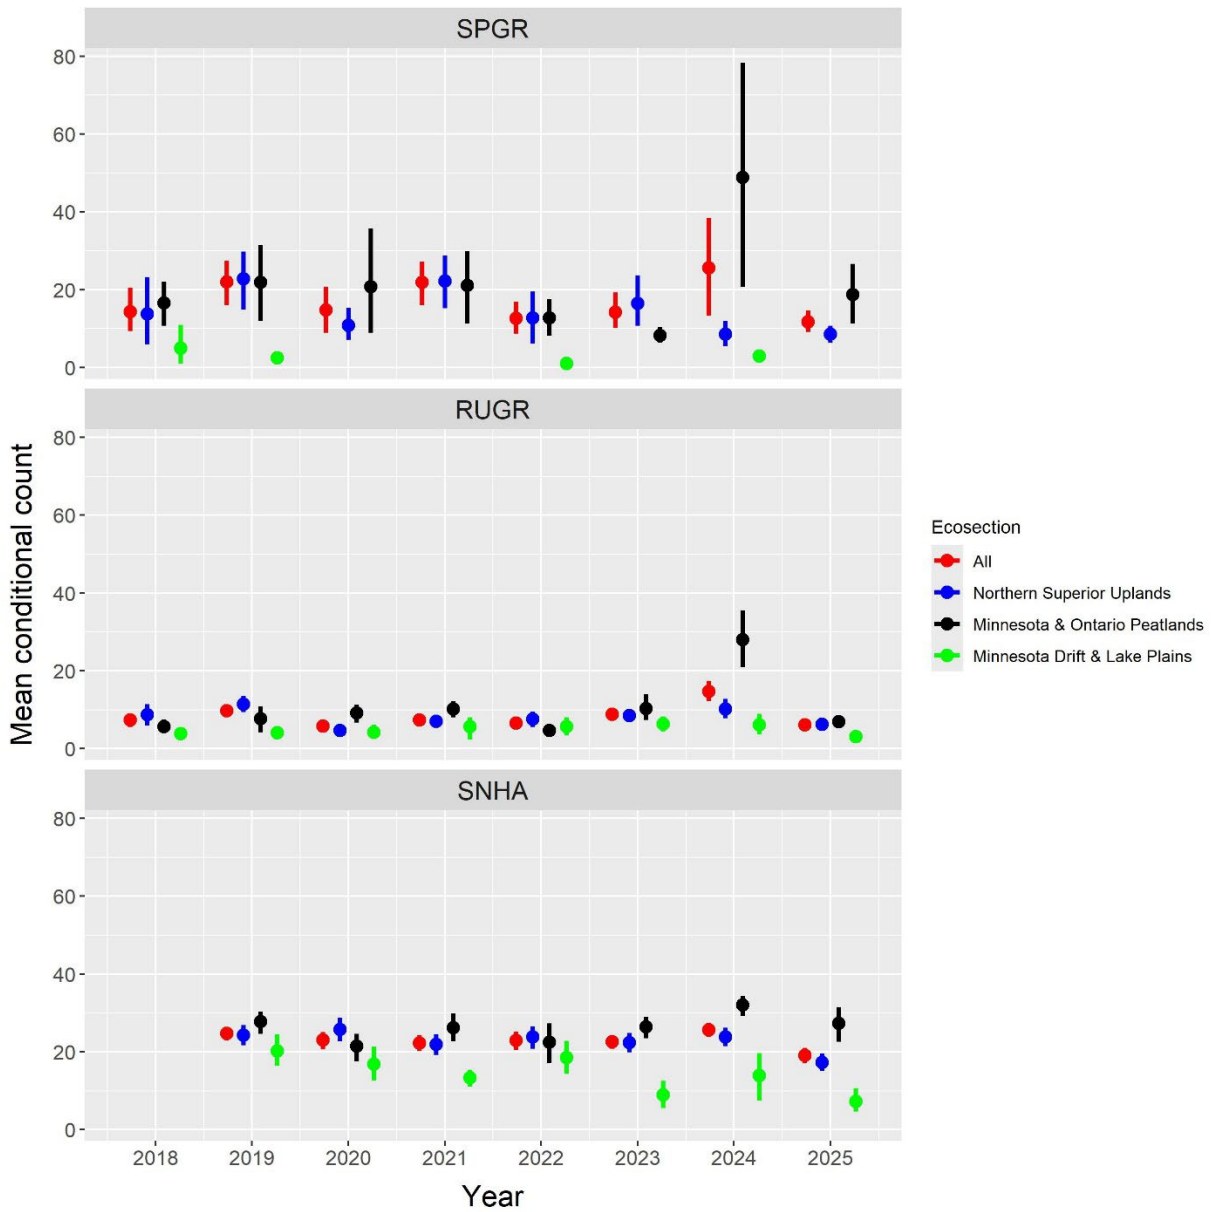 SPGR
80
60
40
20
0
RUGR
80
60
40
20
0
SNHA
80
60
40
20
0
2018 2019 2020 2021 2022 2023 2024 2025
Year
Mean conditional count
Ecosection
All
Northern Superior Uplands
Minnesota & Ontario Peatlands
Minnesota Drift & Lake Plains